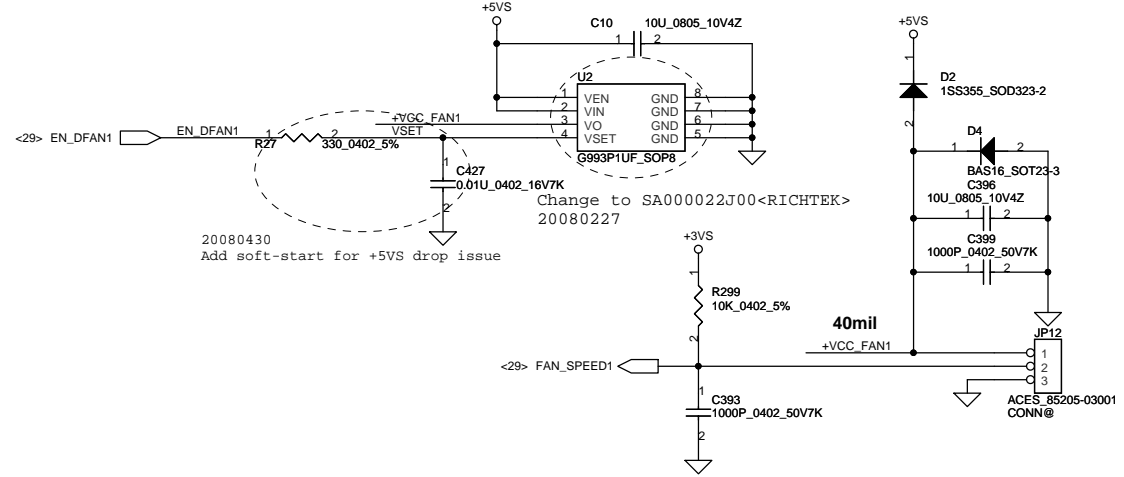 +5VS
C10 10U_0805_10V4Z
1 2
U2
1 VEN GND 8
2 VIN GND 7
3 VO GND 6
4 VSET GND 5
G993P1UF_SOP8
+VCC_FAN1
<29> EN_DFAN1 EN_DFAN1 1 2 VSET
R27 330_0402_5%
1
C427
0.01U_0402_16V7K
2
Change to SA000022J00<RICHTEK>
20080227
20080430
Add soft-start for +5VS drop issue
+5VS
1
D2
1SS355_SOD323-2
2
D4
1 2
BAS16_SOT23-3
C396
10U_0805_10V4Z
1 2
C399
1000P_0402_50V7K
1 2
+3VS
1
R299
10K_0402_5%
2
40mil
+VCC_FAN1
JP12
1
2
3
ACES_85205-03001
CONN@
<29> FAN_SPEED1
1
C393
1000P_0402_50V7K
2